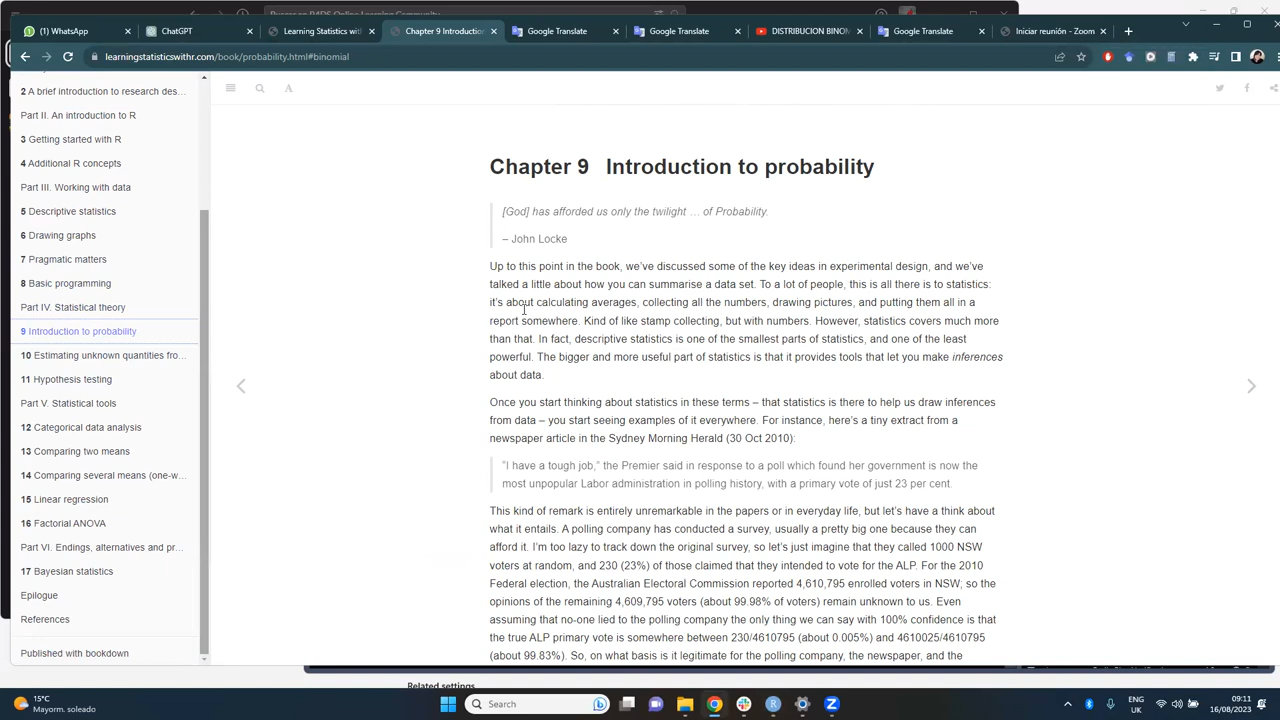 Pucara on R4DS Online Learning Community
(1) WhatsApp
ChatGPT
Learning Statistics with
Chapter 9 Introduction
Google Translate
Google Translate
DISTRIBUCION BINOM
Google Translate
Iniciar reunión - Zoom
learningstatisticswithr.com/book/probability.html#binomial
2 A brief introduction to research des…
Part II. An introduction to R
3 Getting started with R
4 Additional R concepts
Part III. Working with data
5 Descriptive statistics
6 Drawing graphs
7 Pragmatic matters
8 Basic programming
Part IV. Statistical theory
9 Introduction to probability
10 Estimating unknown quantities fro…
11 Hypothesis testing
Part V. Statistical tools
12 Categorical data analysis
13 Comparing two means
14 Comparing several means (one-w…
15 Linear regression
16 Factorial ANOVA
Part VI. Endings, alternatives and pr…
17 Bayesian statistics
Epilogue
References
Published with bookdown
A
Chapter 9 Introduction to probability
[God] has afforded us only the twilight … of Probability.
– John Locke
Up to this point in the book, we've discussed some of the key ideas in experimental design, and we've
talked a little about how you can summarise a data set. To a lot of people, this is all there is to statistics:
it's about calculating averages, collecting all the numbers, drawing pictures, and putting them all in a
report somewhere. Kind of like stamp collecting, but with numbers. However, statistics covers much more
than that. In fact, descriptive statistics is one of the smallest parts of statistics, and one of the least
powerful. The bigger and more useful part of statistics is that it provides tools that let you make inferences
about data.
Once you start thinking about statistics in these terms – that statistics is there to help us draw inferences
from data – you start seeing examples of it everywhere. For instance, here's a tiny extract from a
newspaper article in the Sydney Morning Herald (30 Oct 2010):
"I have a tough job," the Premier said in response to a poll which found her government is now the
most unpopular Labor administration in polling history, with a primary vote of just 23 per cent.
This kind of remark is entirely unremarkable in the papers or in everyday life, but let's have a think about
what it entails. A polling company has conducted a survey, usually a pretty big one because they can
afford it. I'm too lazy to track down the original survey, so let's just imagine that they called 1000 NSW
voters at random, and 230 (23%) of those claimed that they intended to vote for the ALP. For the 2010
Federal election, the Australian Electoral Commission reported 4,610,795 enrolled voters in NSW; so the
opinions of the remaining 4,609,795 voters (about 99.98% of voters) remain unknown to us. Even
assuming that no-one lied to the polling company the only thing we can say with 100% confidence is that
the true ALP primary vote is somewhere between 230/4610795 (about 0.005%) and 4610025/4610795
(about 99.83%). So, on what basis is it legitimate for the polling company, the newspaper, and the
Related settings
15°C
Mayorm. soleado
Search
ENG
UK
09:11
16/08/2023